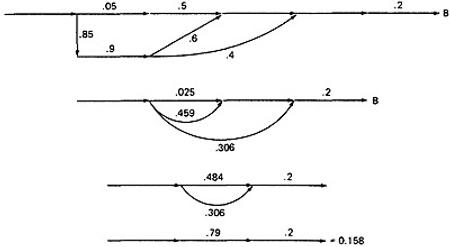 .05 .5 .2 B
.85 .6
.9 .4
.025 .2 B
.459
.306
.484 .2
.306
.79 .2 = 0.158